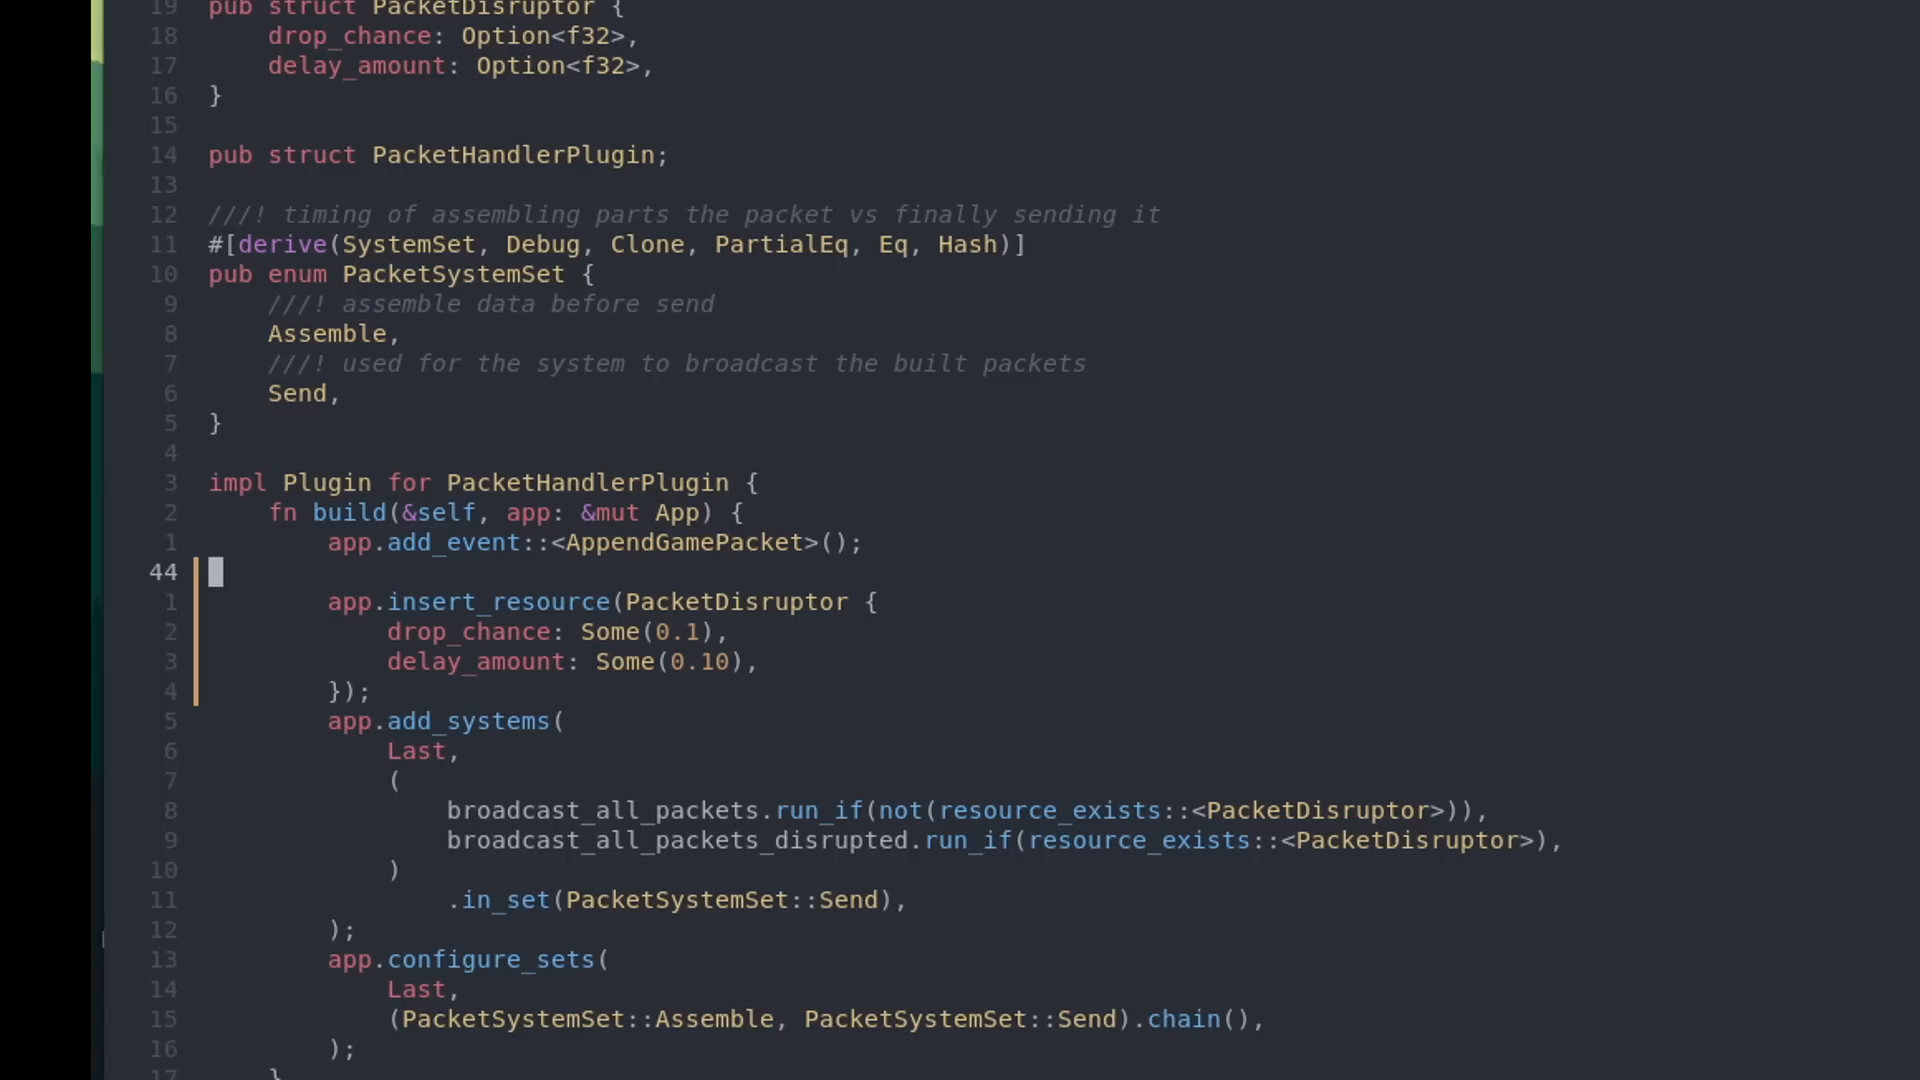 19 pub struct PacketDisruptor {
18     drop_chance: Option<f32>,
17     delay_amount: Option<f32>,
16 }
15
14 pub struct PacketHandlerPlugin;
13
12 ///! timing of assembling parts the packet vs finally sending it
11 #[derive(SystemSet, Debug, Clone, PartialEq, Eq, Hash)]
10 pub enum PacketSystemSet {
9     ///! assemble data before send
8     Assemble,
7     ///! used for the system to broadcast the built packets
6     Send,
5 }
4
3 impl Plugin for PacketHandlerPlugin {
2     fn build(&self, app: &mut App) {
1         app.add_event::<AppendGamePacket>();
44
1         app.insert_resource(PacketDisruptor {
2             drop_chance: Some(0.1),
3             delay_amount: Some(0.10),
4         });
5         app.add_systems(
6             Last,
7             (
8                 broadcast_all_packets.run_if(not(resource_exists::<PacketDisruptor>)),
9                 broadcast_all_packets_disrupted.run_if(resource_exists::<PacketDisruptor>),
10             )
11                 .in_set(PacketSystemSet::Send),
12         );
13         app.configure_sets(
14             Last,
15             (PacketSystemSet::Assemble, PacketSystemSet::Send).chain(),
16         );
17     }